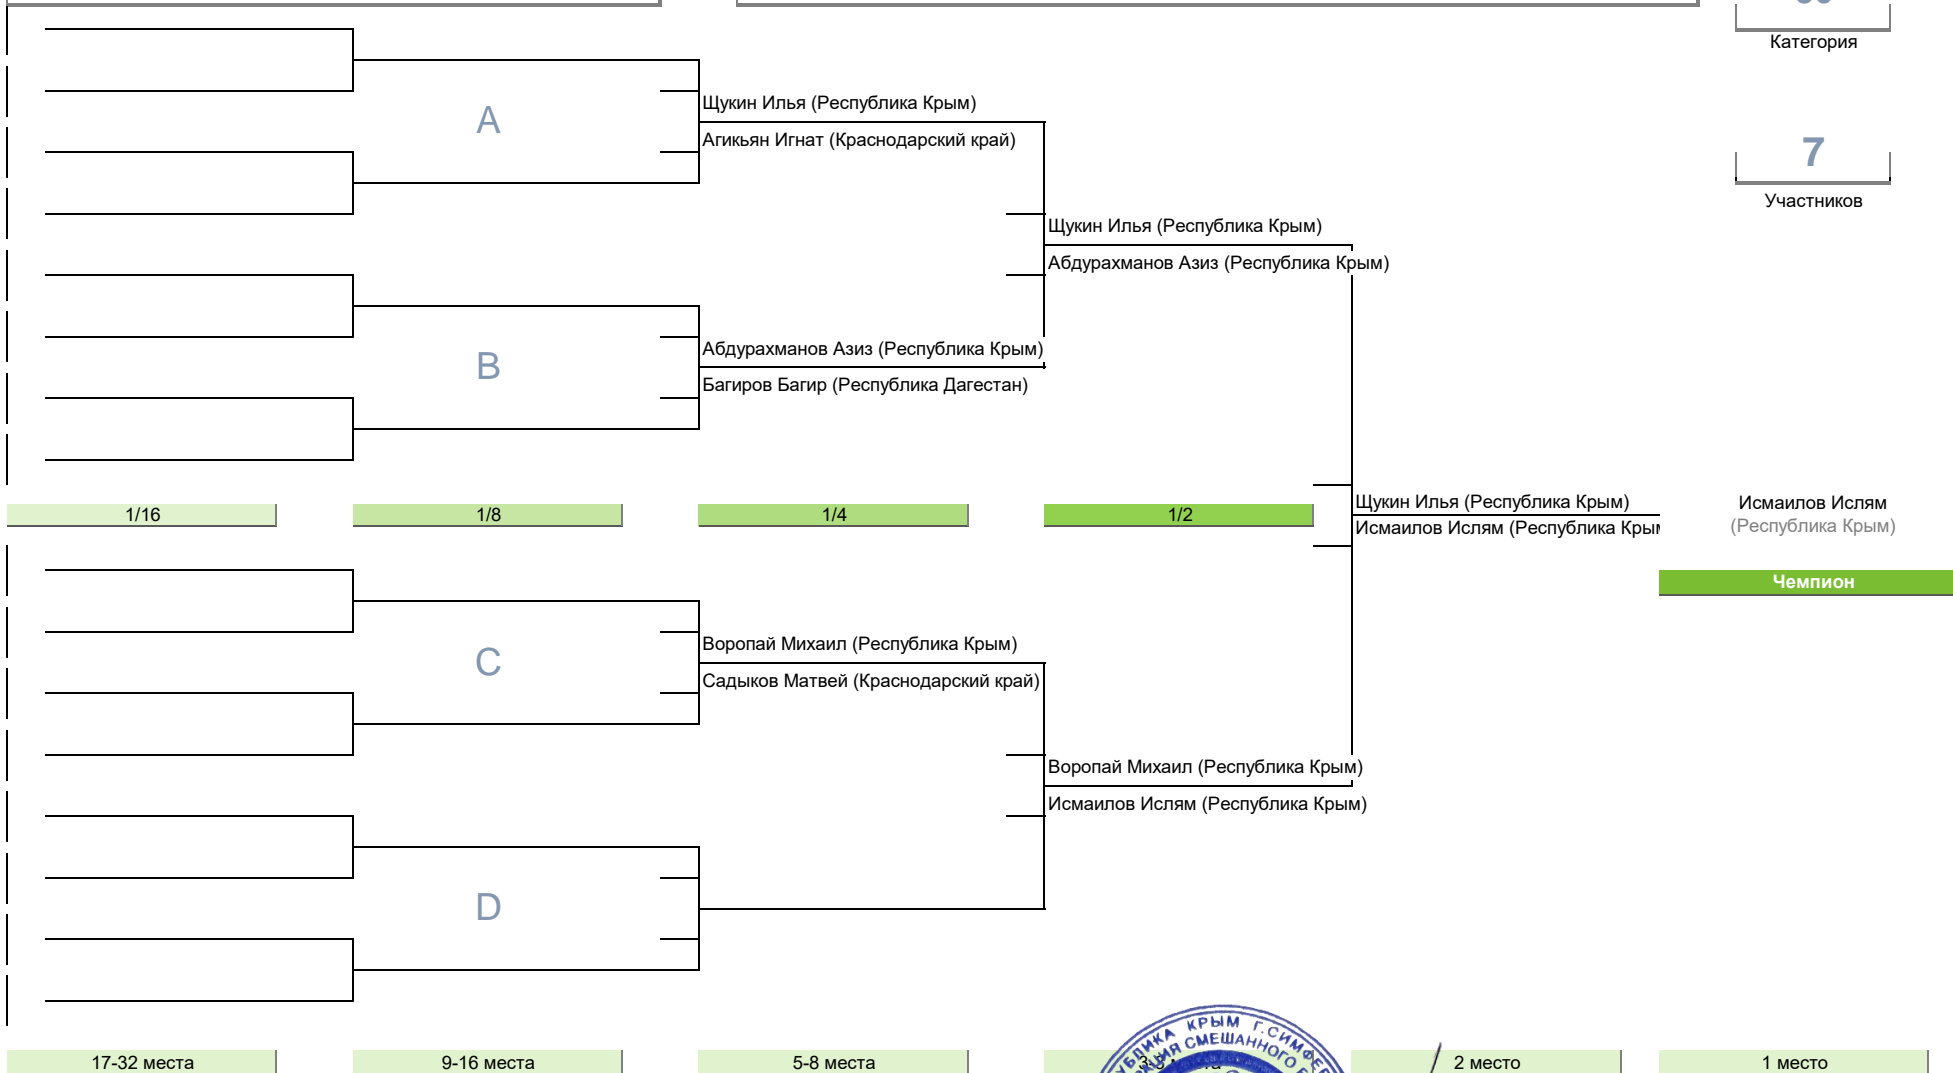 Категория
A
Щукин Илья (Республика Крым)
Агикьян Игнат (Краснодарский край)
7
Участников
Щукин Илья (Республика Крым)
Абдурахманов Азиз (Республика Крым)
B
Абдурахманов Азиз (Республика Крым)
Багиров Багир (Республика Дагестан)
1/16
1/8
1/4
1/2
Щукин Илья (Республика Крым)
Исмаилов Ислям (Республика Крым
Исмаилов Ислям
(Республика Крым)
Чемпион
C
Воропай Михаил (Республика Крым)
Садыков Матвей (Краснодарский край)
Воропай Михаил (Республика Крым)
Исмаилов Ислям (Республика Крым)
D
КРЫМ Г.
СМЕШАННОГО
17-32 места
9-16 места
5-8 места
2 место
1 место